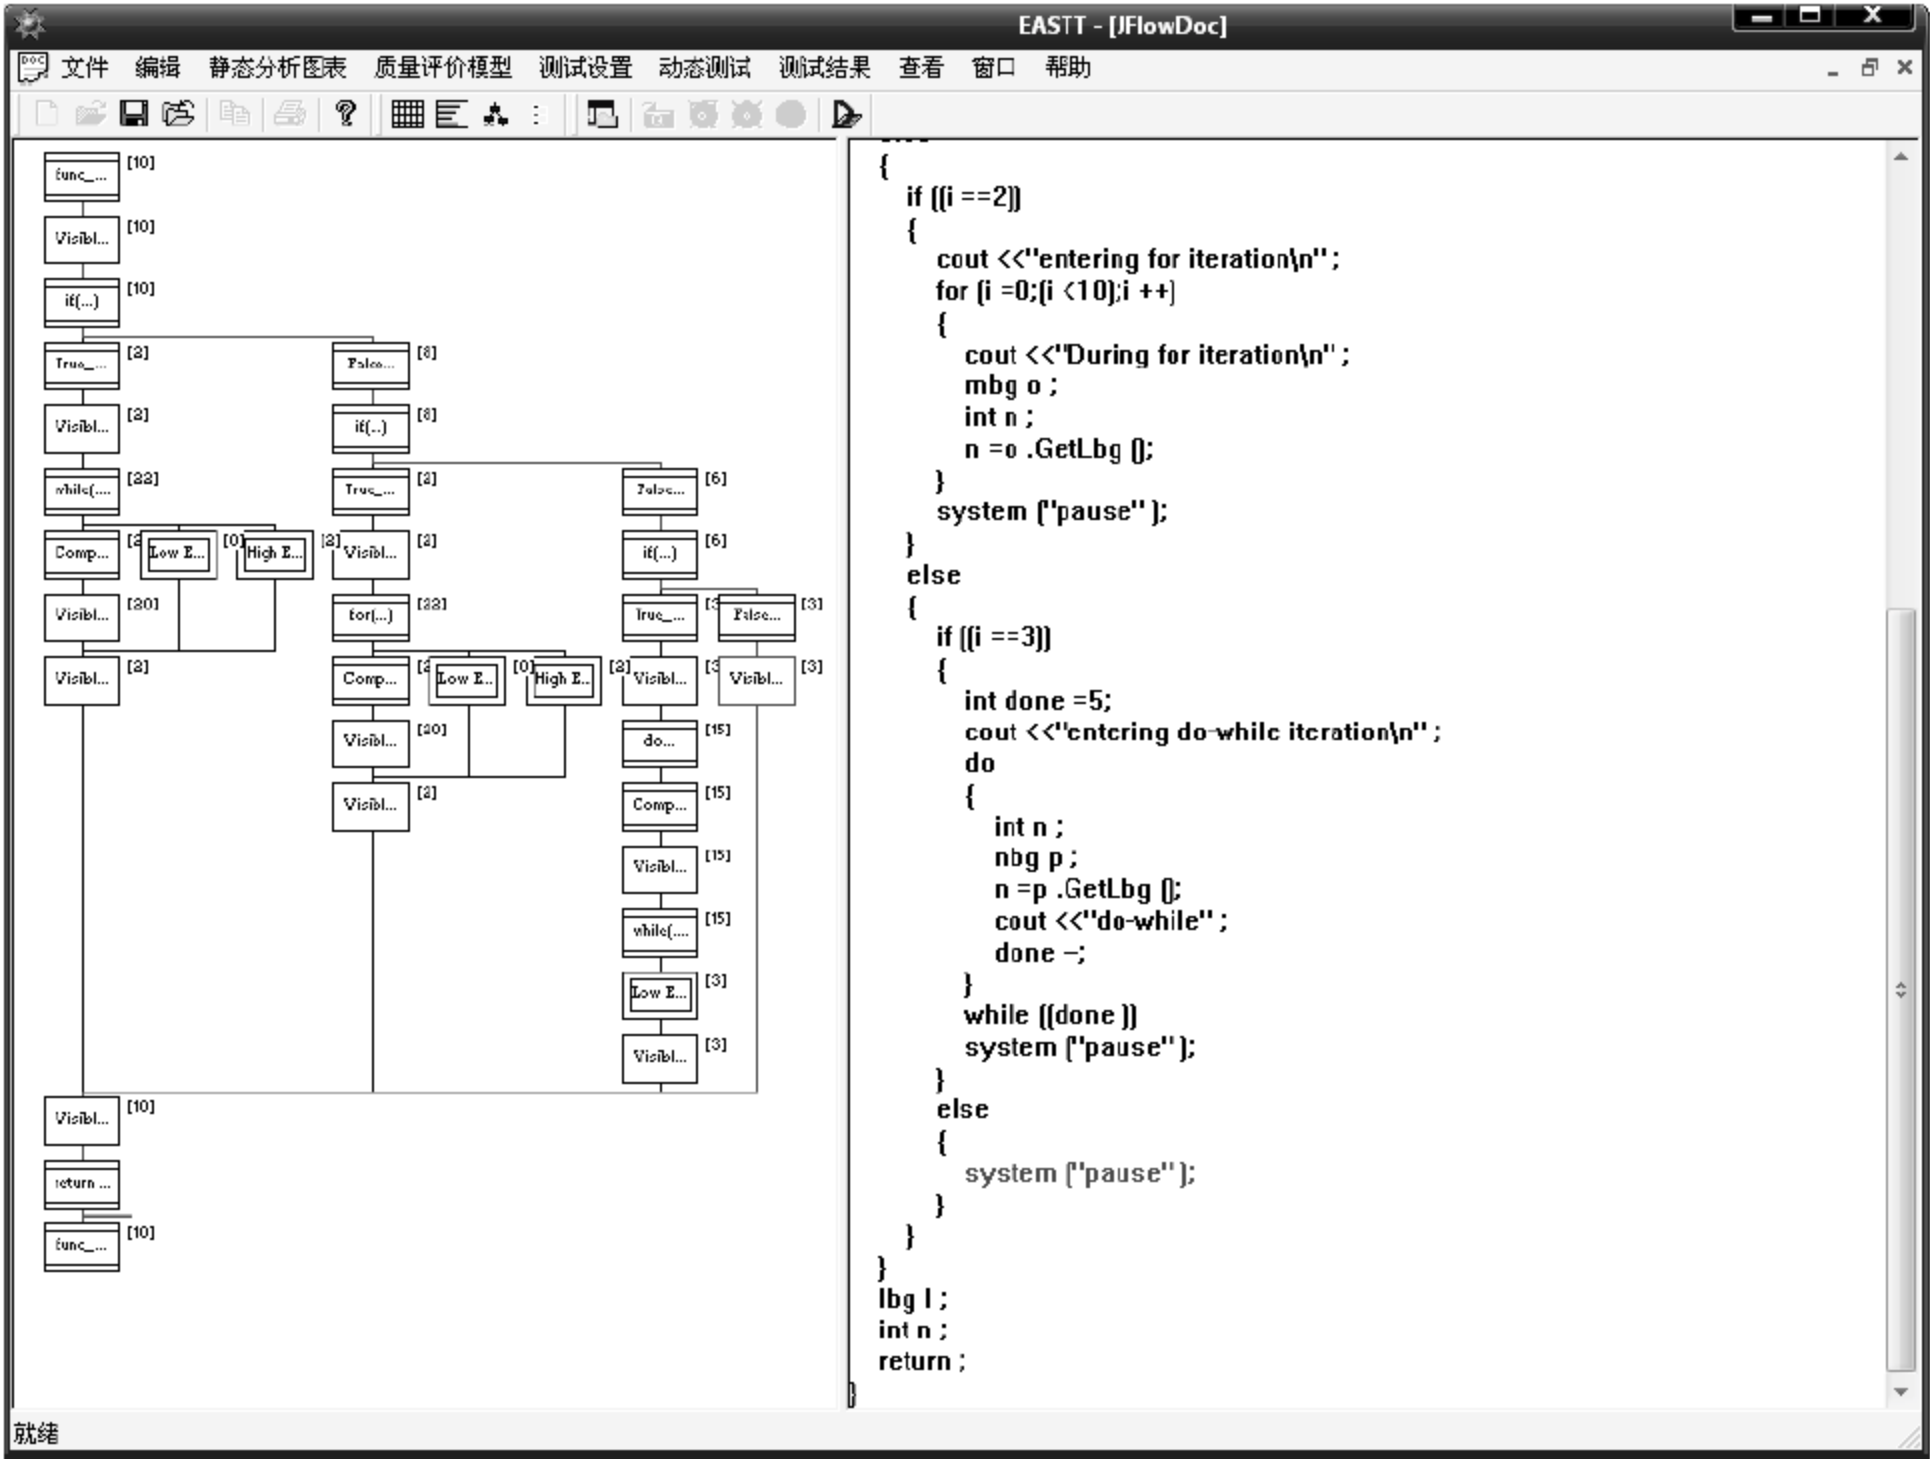 EASTT - [JFlowDoc]
文件 编辑 静态分析图表 质量评价模型 测试设置 动态测试 测试结果 查看 窗口 帮助
func_... [10]
Visibl... [10]
if(...) [10]
True_... [2] False... [8]
Visibl... [2] if(..) [8]
while(.... [22] True_... [2] False... [6]
Comp... Low E... [0] High E... [2] Visibl... [2] if(...) [6]
Visibl... [20] for(...) [22] True_... False... [3]
Visibl... [2] Comp... Low E... [0] High E... [2] Visibl... Visibl... [3]
Visibl... [20] do... [15]
Visibl... [2] Comp... [15]
Visibl... [15]
while(.... [15]
Low E... [3]
Visibl... [3]
Visibl... [10]
return ...
func_... [10]
{
if ((i ==2))
{
cout <<"entering for iteration\n" ;
for (i =0;(i <10);i ++)
{
cout <<"During for iteration\n" ;
mbg o ;
int n ;
n =o .GetLbg ();
}
system ("pause" );
}
else
{
if ((i ==3))
{
int done =5;
cout <<"entering do-while iteration\n" ;
do
{
int n ;
nbg p ;
n =p .GetLbg ();
cout <<"do-while" ;
done –;
}
while ((done ))
system ("pause" );
}
else
{
system ("pause" );
}
}
}
lbg l ;
int n ;
return ;
}
就绪